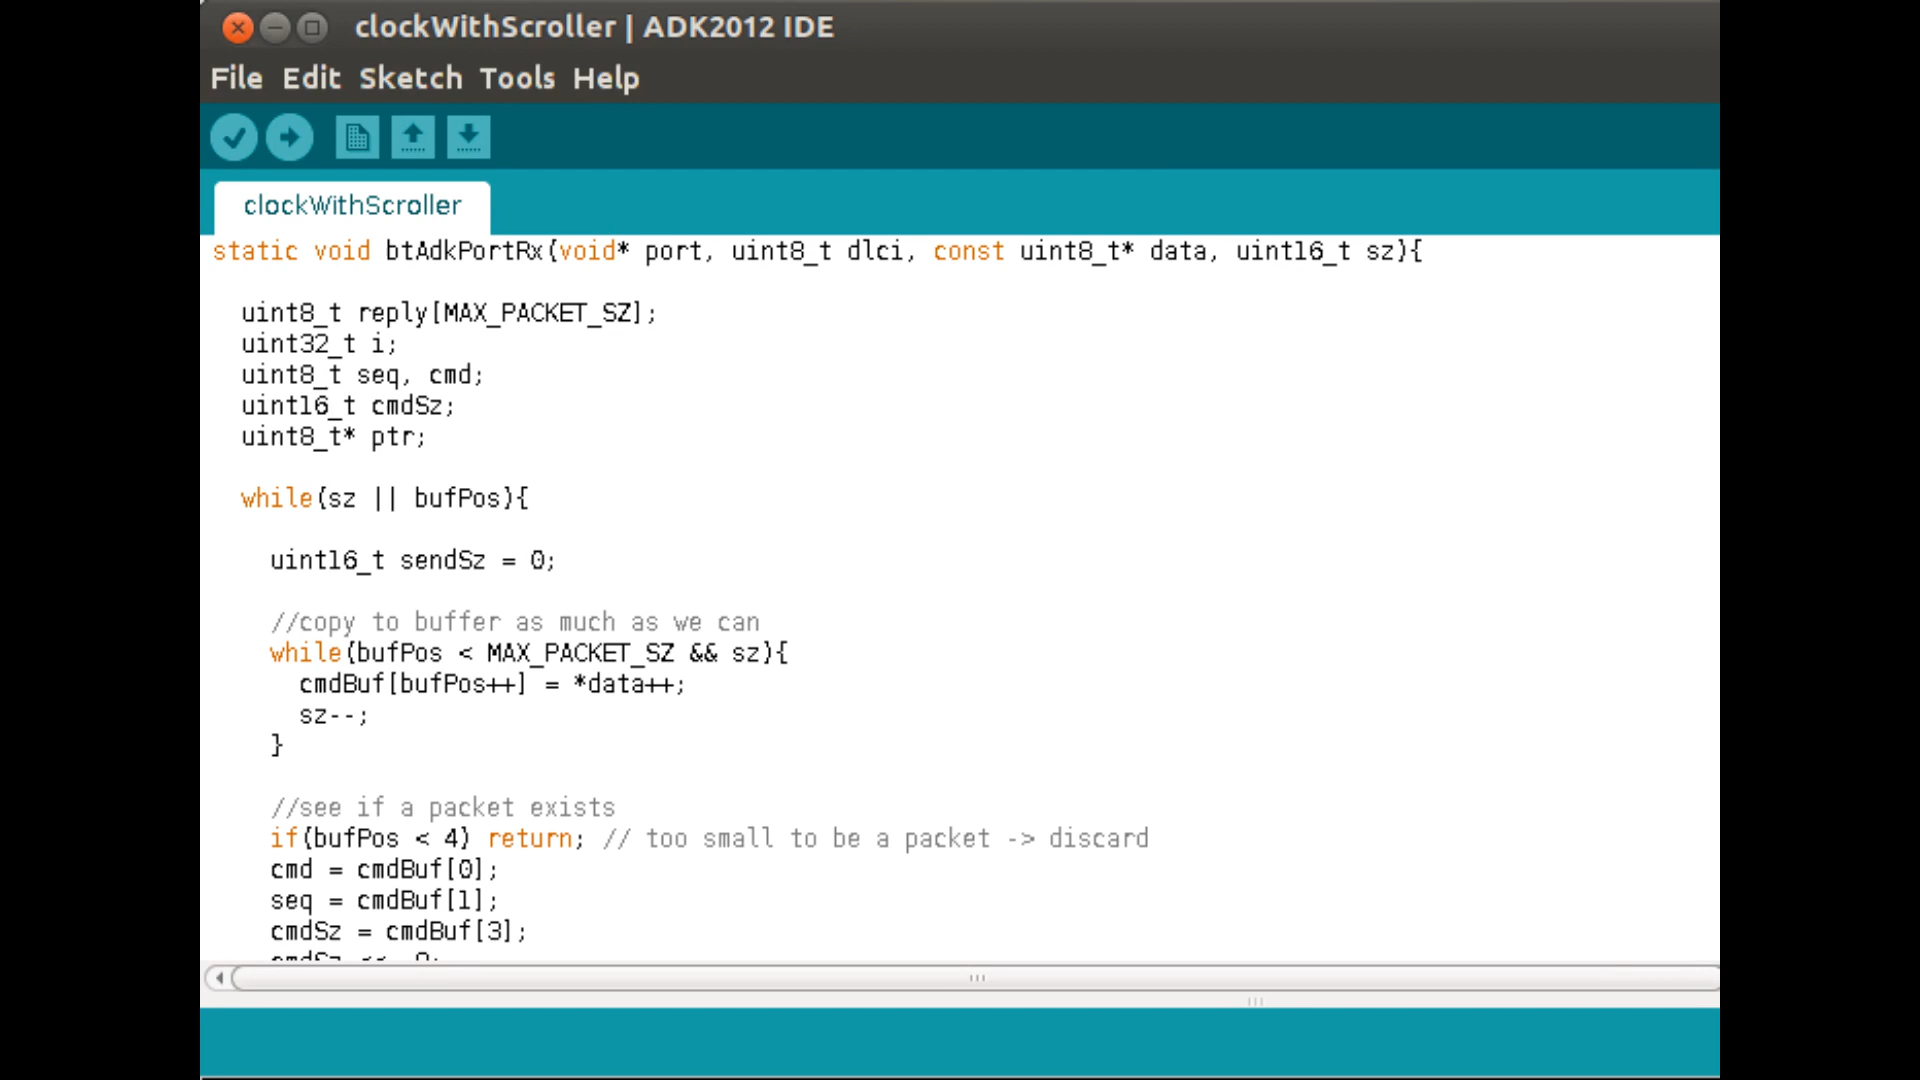 clockWithScroller | ADK2012 IDE
File Edit Sketch Tools Help
clockWithScroller
static void btAdkPortRx(void* port, uint8_t dlci, const uint8_t* data, uint16_t sz){
uint8_t reply[MAX_PACKET_SZ];
uint32_t i;
uint8_t seq, cmd;
uint16_t cmdSz;
uint8_t* ptr;
while(sz || bufPos){
uint16_t sendSz = 0;
//copy to buffer as much as we can
while(bufPos < MAX_PACKET_SZ && sz){
cmdBuf[bufPos++] = *data++;
sz--;
}
//see if a packet exists
if(bufPos < 4) return; // too small to be a packet -> discard
cmd = cmdBuf[0];
seq = cmdBuf[1];
cmdSz = cmdBuf[3];